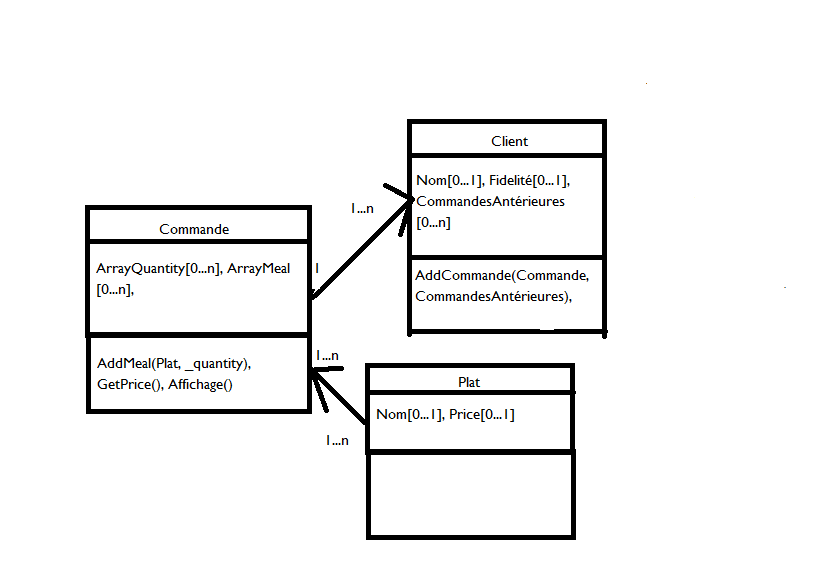 Client
Nom[0...1], Fidelité[0...1],
CommandesAntérieures
[0...n]
AddCommande(Commande,
CommandesAntérieures),
1...n
1
Commande
ArrayQuantity[0...n], ArrayMeal
[0...n],
AddMeal(Plat, _quantity),
GetPrice(), Affichage()
1...n
1...n
Plat
Nom[0...1], Price[0...1]